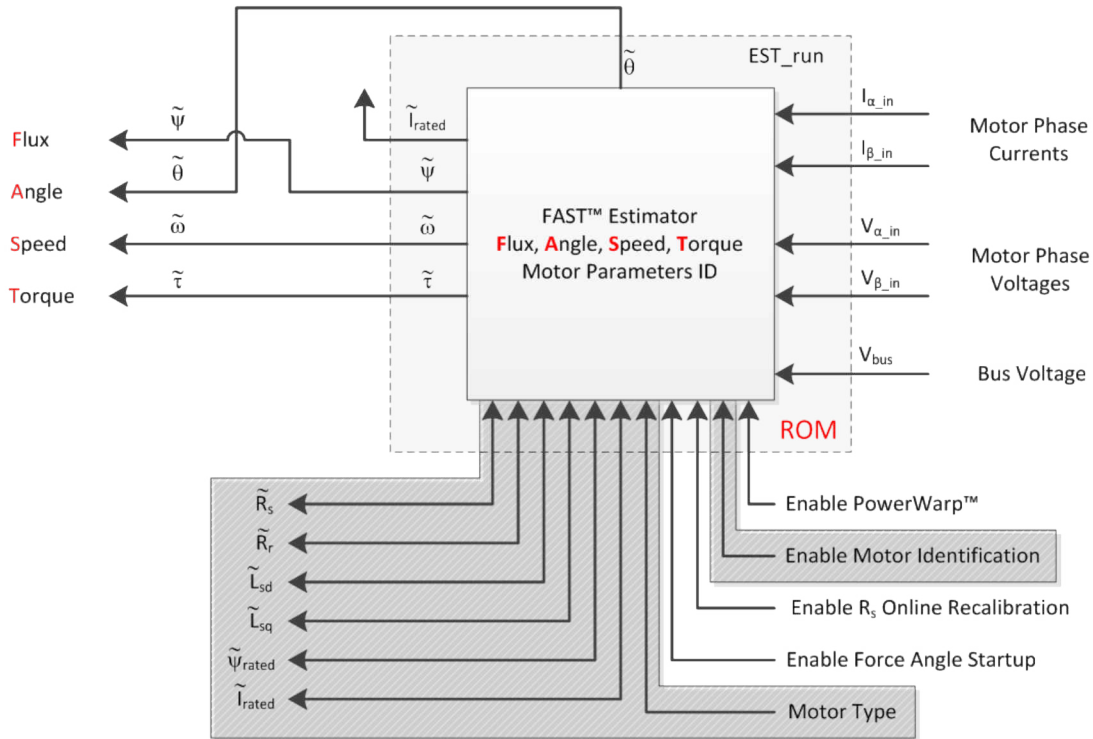 θ̃
EST_run
Ĩrated
Iα_in
Motor Phase
Currents
Iβ_in
Flux
ψ̃
ψ̃
Angle
θ̃
FAST™ Estimator
Flux, Angle, Speed, Torque
Motor Parameters ID
Vα_in
Motor Phase
Voltages
Vβ_in
Speed
ω̃
ω̃
Torque
τ̃
τ̃
Vbus
Bus Voltage
ROM
R̃s
R̃r
L̃sd
L̃sq
ψ̃rated
Ĩrated
Enable PowerWarp™
Enable Motor Identification
Enable Rs Online Recalibration
Enable Force Angle Startup
Motor Type